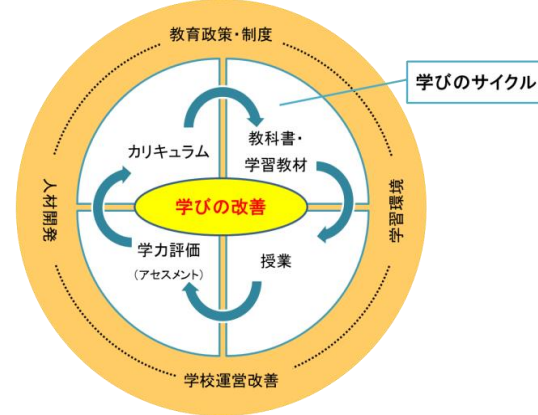 教育政策・制度
学びのサイクル
カリキュラム
教科書・
学習教材
人材開発
学びの改善
学習環境
学力評価
(アセスメント)
授業
学校運営改善